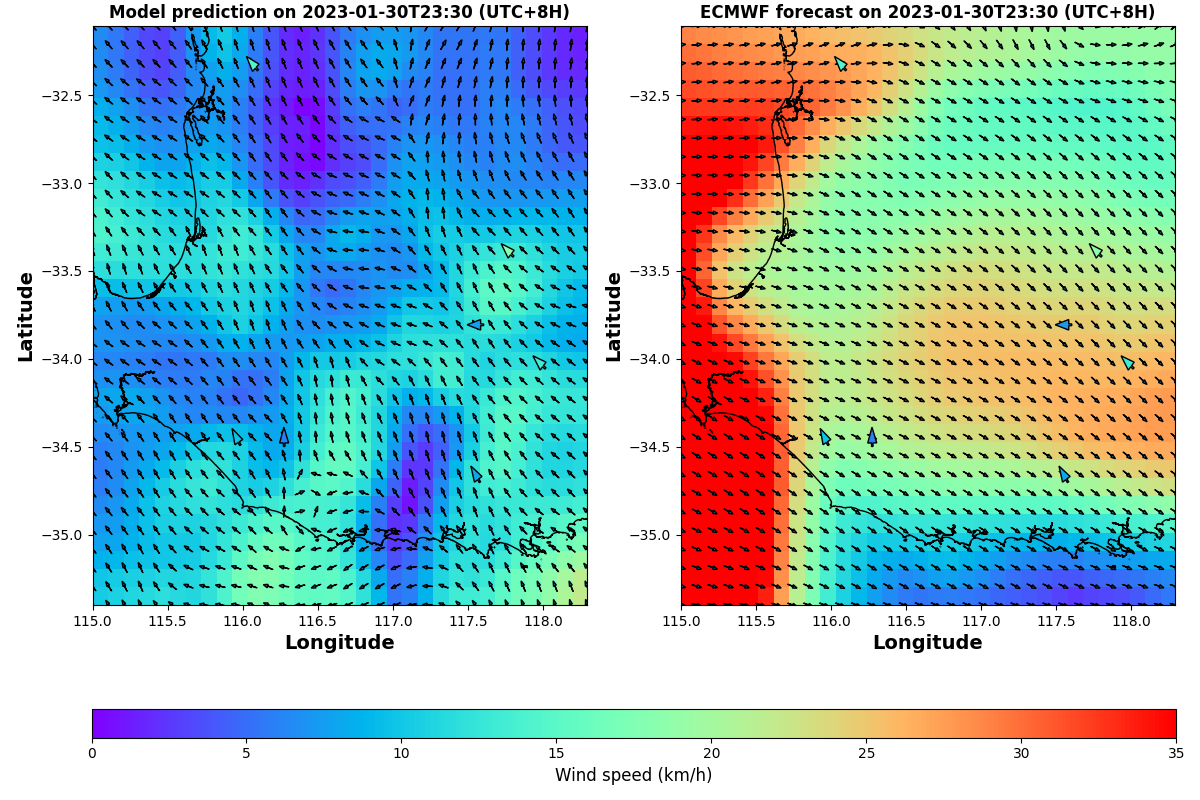 Model prediction on 2023-01-30T23:30 (UTC+8H)
ECMWF forecast on 2023-01-30T23:30 (UTC+8H)
Latitude
−32.5
−33.0
−33.5
−34.0
−34.5
−35.0
115.0 115.5 116.0 116.5 117.0 117.5 118.0
Longitude
Latitude
−32.5
−33.0
−33.5
−34.0
−34.5
−35.0
115.0 115.5 116.0 116.5 117.0 117.5 118.0
Longitude
0 5 10 15 20 25 30 35
Wind speed (km/h)